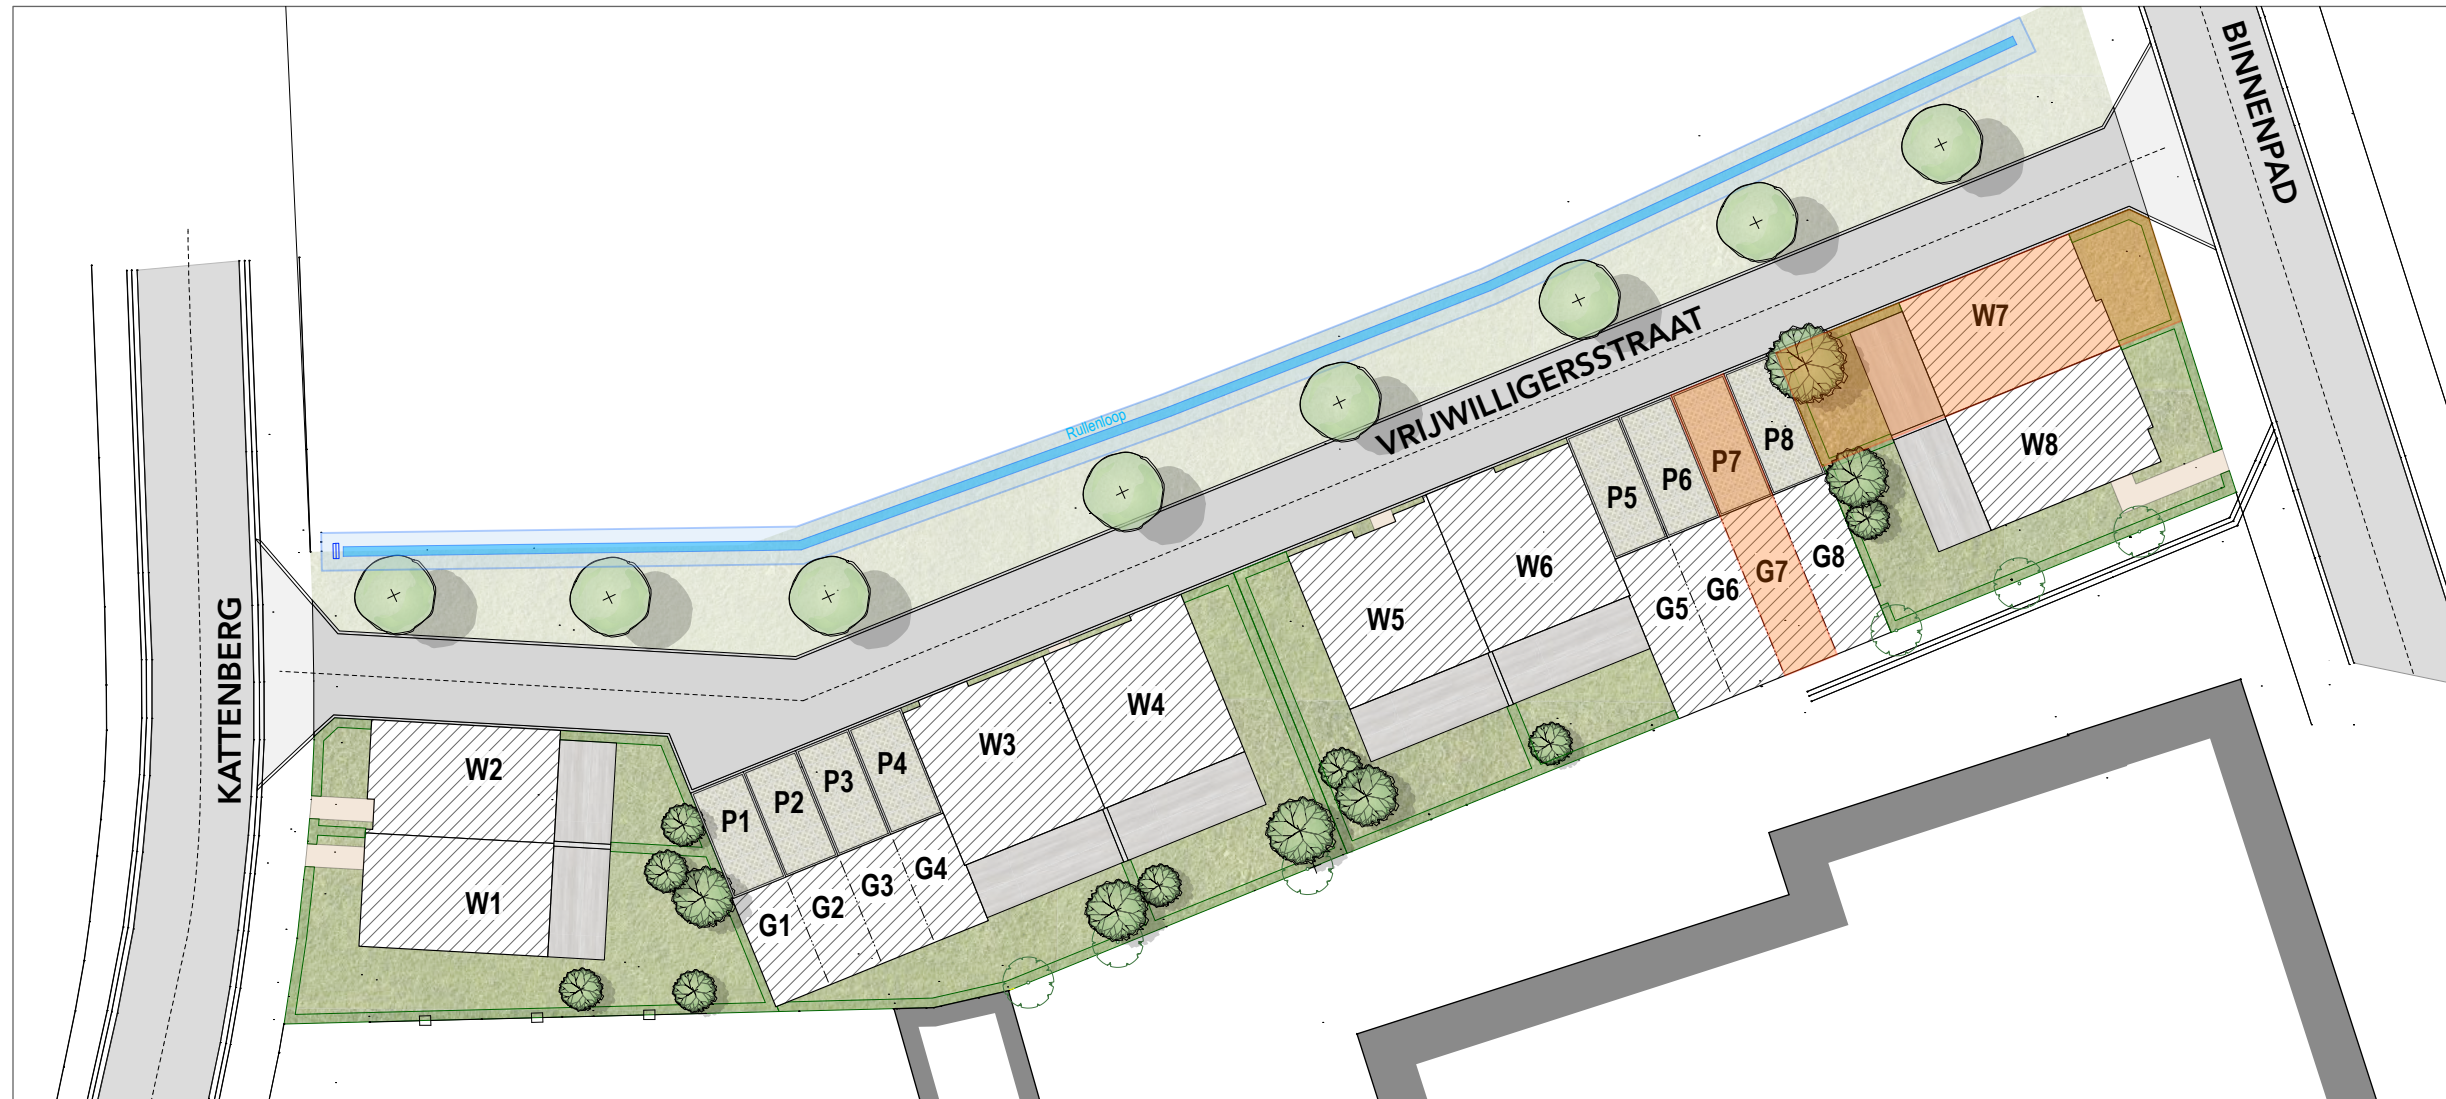 BINNENPAD
KATTENBERG
VRIJWILLIGERSSTRAAT
Rullenloop
W7
W8
P5
P6
P7
P8
W5
W6
G5
G6
G7
G8
W3
W4
W2
W1
P1
P2
P3
P4
G1
G2
G3
G4